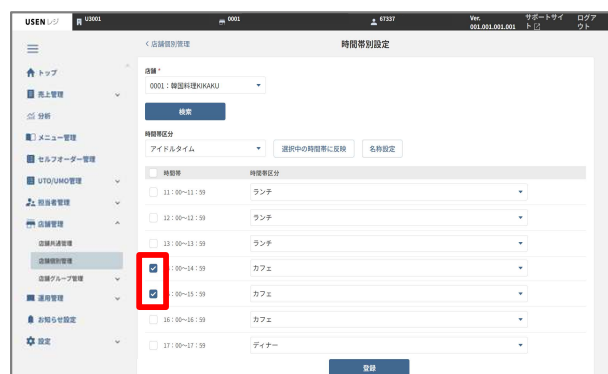 USEN レジ U3001 0001 67337 Ver. 001.001.001.001 サポートサイト ログアウト
トップ
売上管理
分析
メニュー管理
セルフオーダー管理
UTO/UMO管理
担当者管理
店舗管理
店舗共通管理
店舗個別管理
店舗グループ管理
運用管理
お知らせ設定
設定
< 店舗個別管理 時間帯別設定
店舗 *
0001：韓国料理KIKAKU
検索
時間帯区分
アイドルタイム 選択中の時間帯に反映 名称設定
時間帯 時間帯区分
11：00～11：59 ランチ
12：00～12：59 ランチ
13：00～13：59 ランチ
：00～14：59 カフェ
：00～15：59 カフェ
16：00～16：59 カフェ
17：00～17：59 ディナー
登録